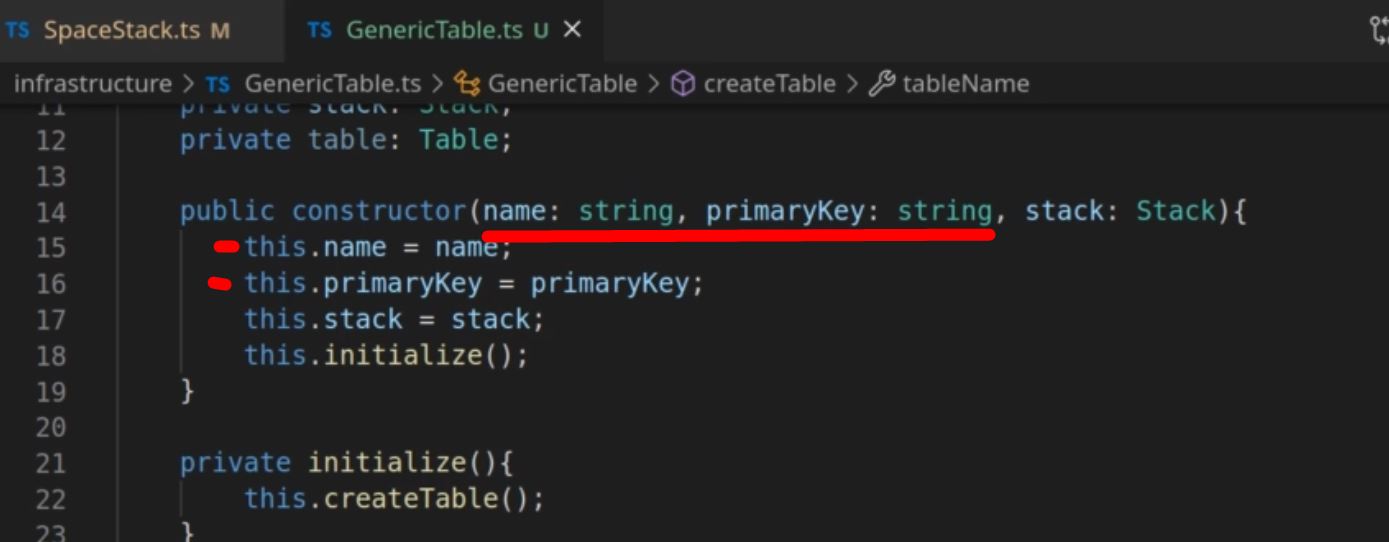 TS SpaceStack.ts M TS GenericTable.ts U ×
infrastructure > TS GenericTable.ts > GenericTable > createTable > tableName
11 private stack: Stack;
12 private table: Table;
13
14 public constructor(name: string, primaryKey: string, stack: Stack){
15 this.name = name;
16 this.primaryKey = primaryKey;
17 this.stack = stack;
18 this.initialize();
19 }
20
21 private initialize(){
22 this.createTable();
23 }